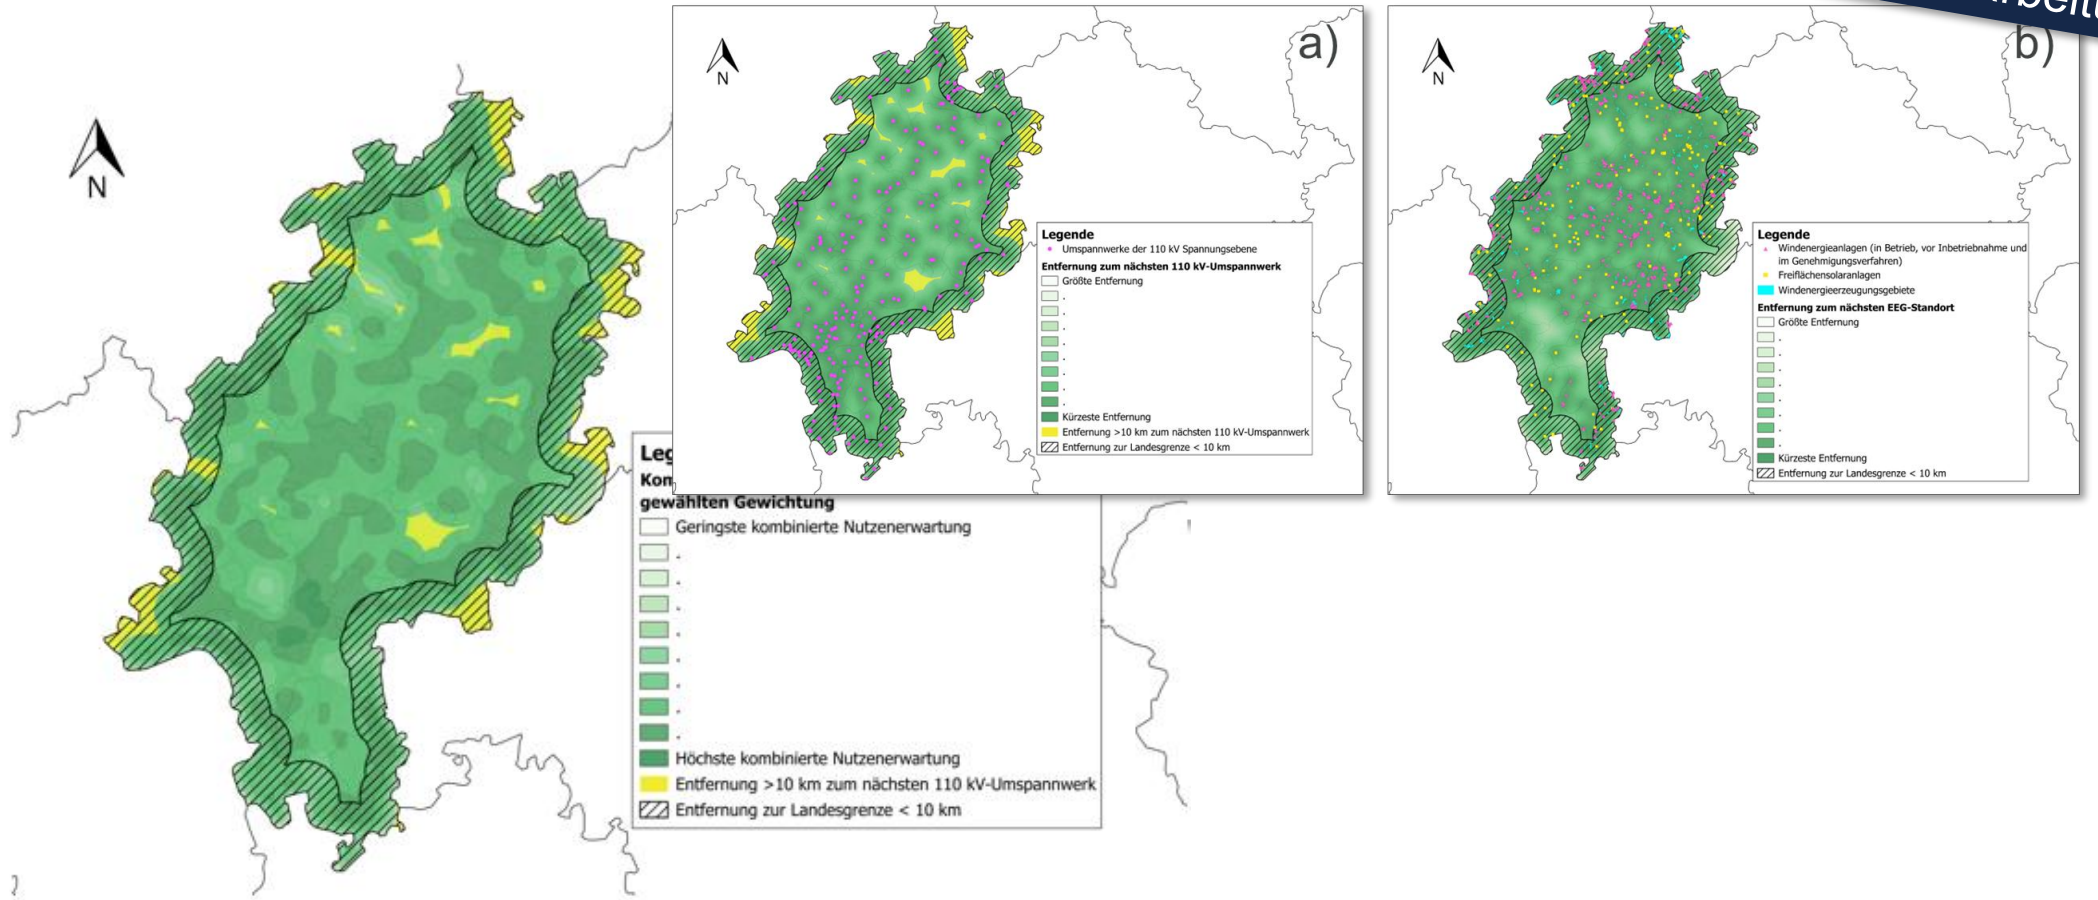 N
Leg
Kon
gewählten Gewichtung
Geringste kombinierte Nutzenerwartung
.
.
.
.
.
.
.
.
Höchste kombinierte Nutzenerwartung
Entfernung >10 km zum nächsten 110 kV-Umspannwerk
Entfernung zur Landesgrenze < 10 km
a)
N
Legende
Umspannwerke der 110 kV Spannungsebene
Entfernung zum nächsten 110 kV-Umspannwerk
Größte Entfernung
.
.
.
.
.
.
.
.
Kürzeste Entfernung
Entfernung >10 km zum nächsten 110 kV-Umspannwerk
Entfernung zur Landesgrenze < 10 km
b)
N
Legende
Windenergieanlagen (in Betrieb, vor Inbetriebnahme und
im Genehmigungsverfahren)
Freiflächensolaranlagen
Windenergieerzeugungsgebiete
Entfernung zum nächsten EEG-Standort
Größte Entfernung
.
.
.
.
.
.
.
.
Kürzeste Entfernung
Entfernung zur Landesgrenze < 10 km